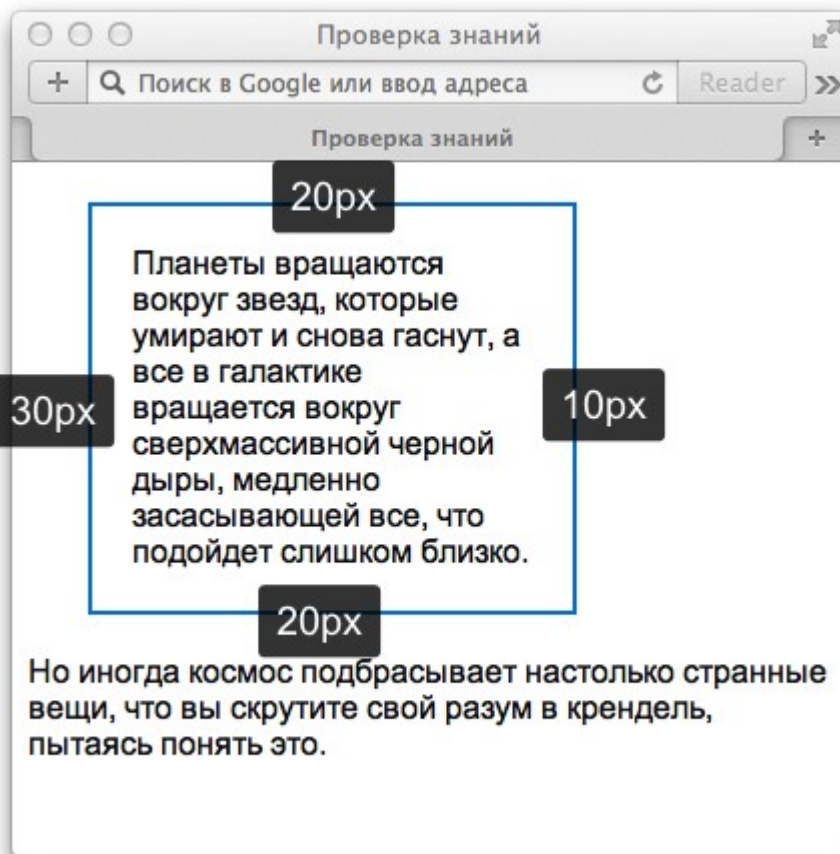 Проверка знаний
Поиск в Google или ввод адреса
Reader
Проверка знаний
20px
Планеты вращаются
вокруг звезд, которые
умирают и снова гаснут, а
все в галактике
30px
вращается вокруг
10px
сверхмассивной черной
дыры, медленно
засасывающей все, что
подойдет слишком близко.
20px
Но иногда космос подбрасывает настолько странные
вещи, что вы скрутите свой разум в крендель,
пытаясь понять это.